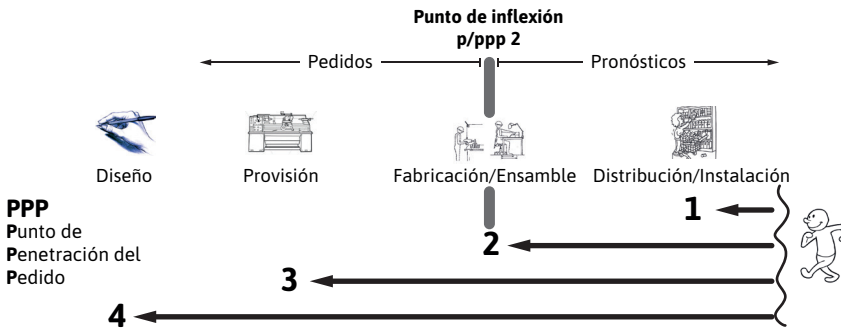 Punto de inflexión
p/ppp 2
Pedidos
Pronósticos
Diseño
Provisión
Fabricación/Ensamble
Distribución/Instalación
PPP
Punto de
Penetración del
Pedido
1
2
3
4